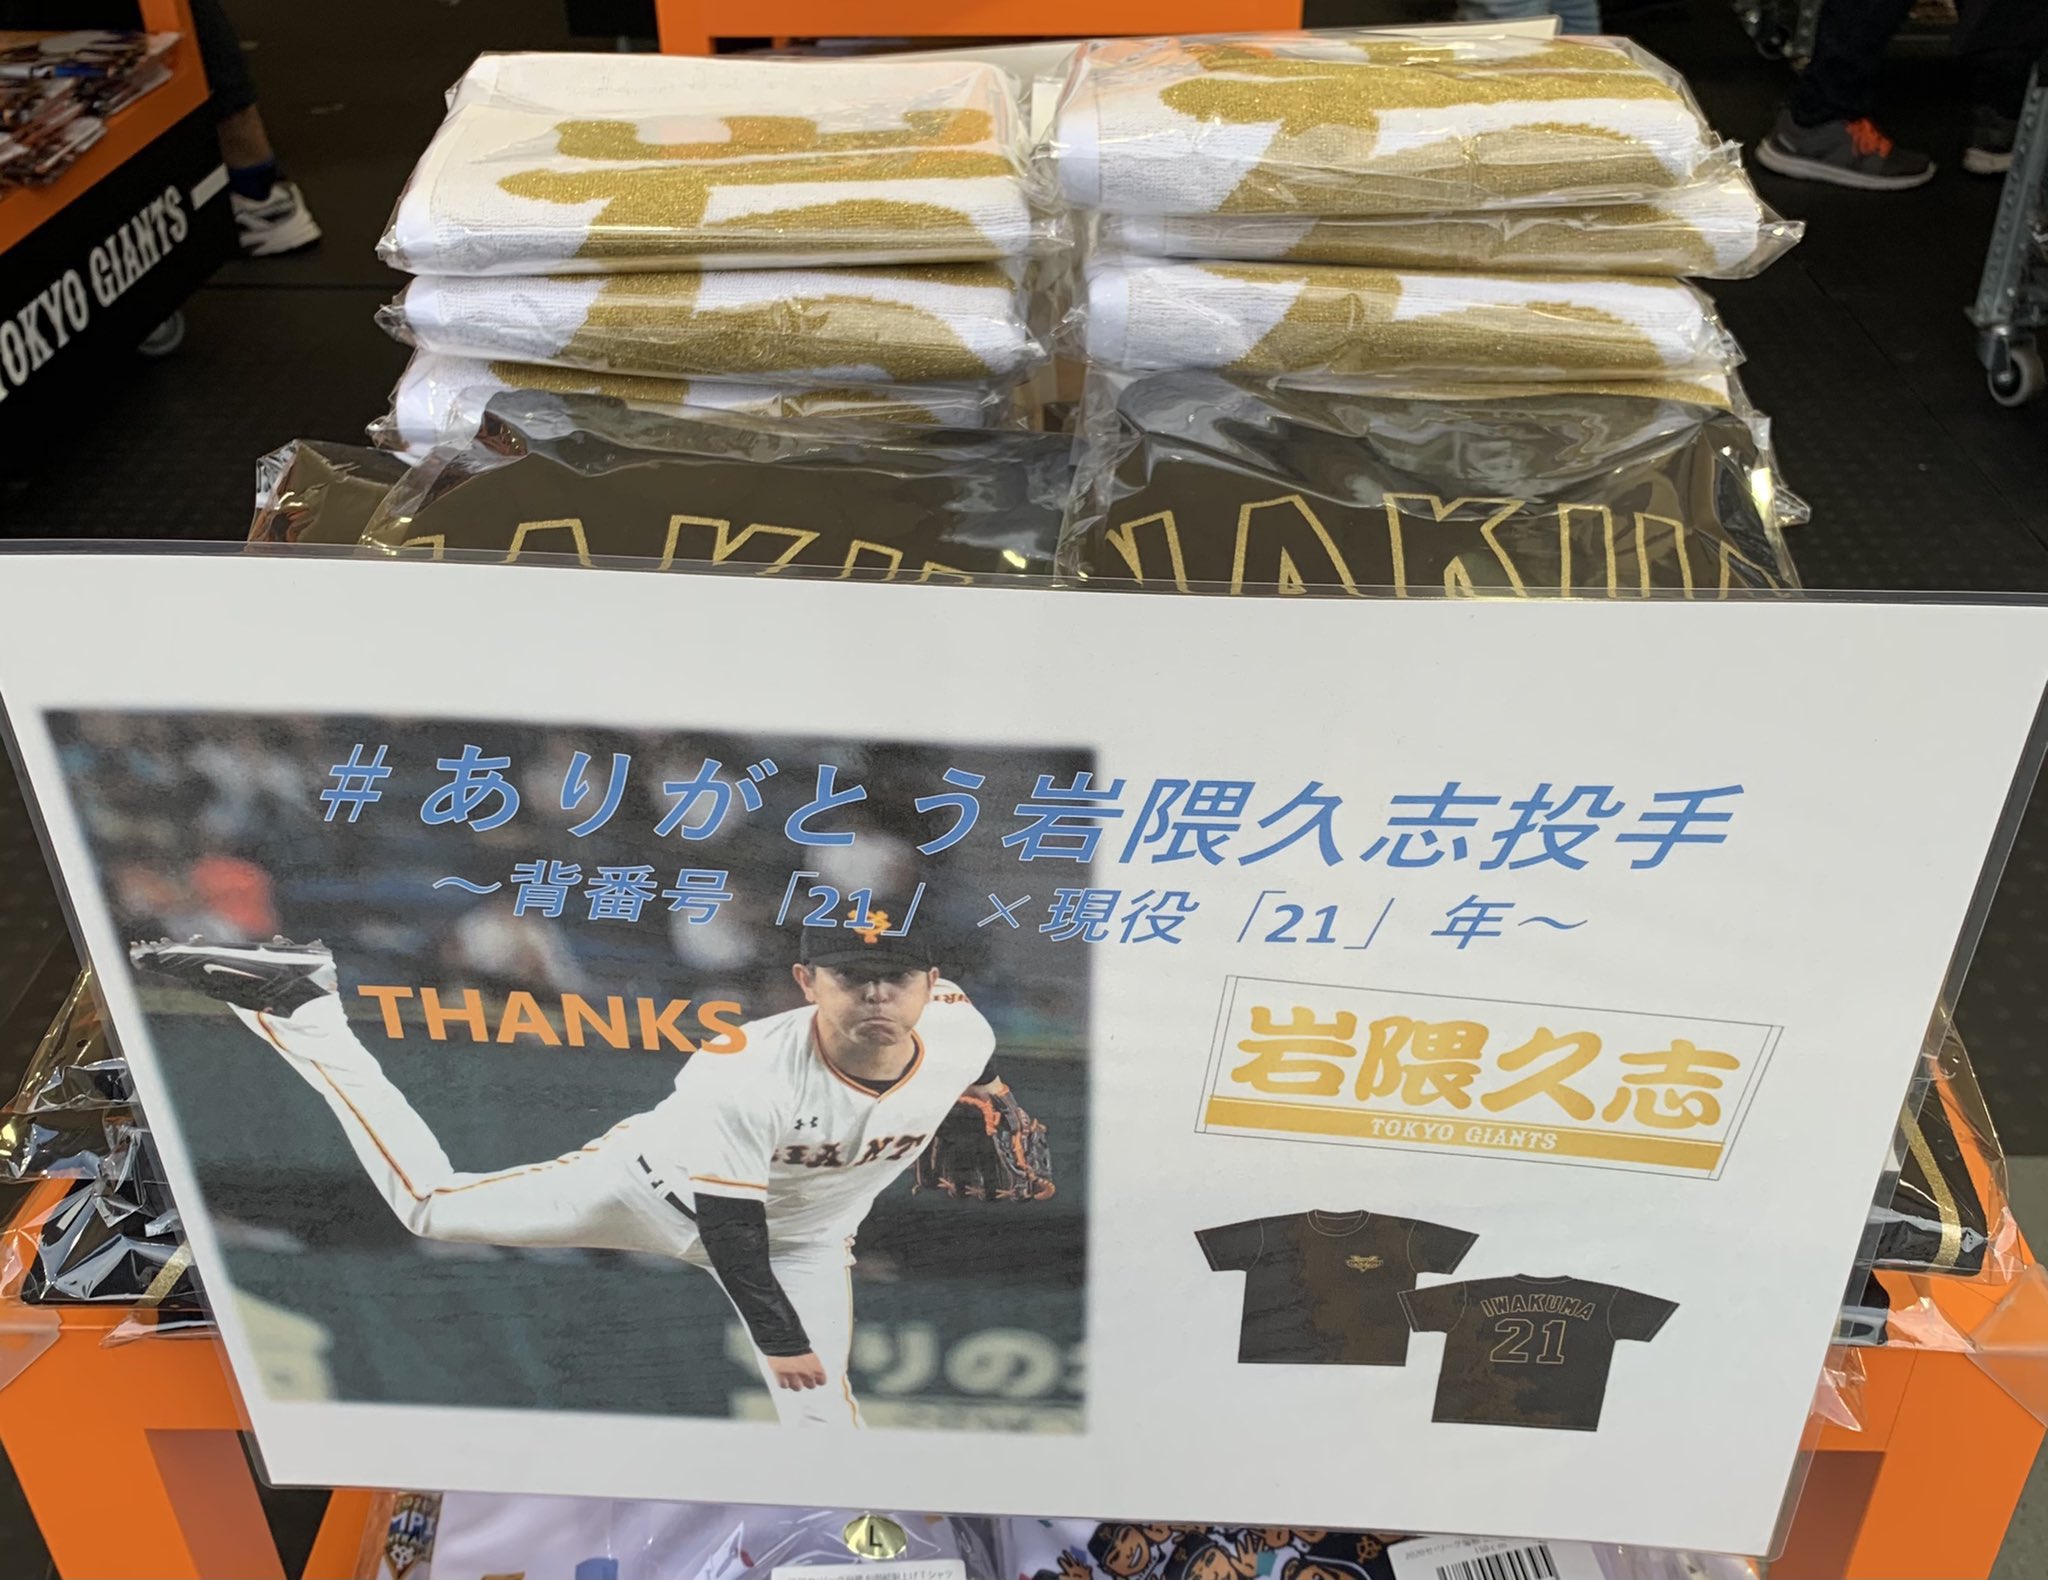 TOKYO GIANTS
#ありがとう岩隈久志投手
～背番号「21」×現役「21」年～
THANKS
GIANT
岩隈久志
TOKYO GIANTS
IWAKUMA
21
L